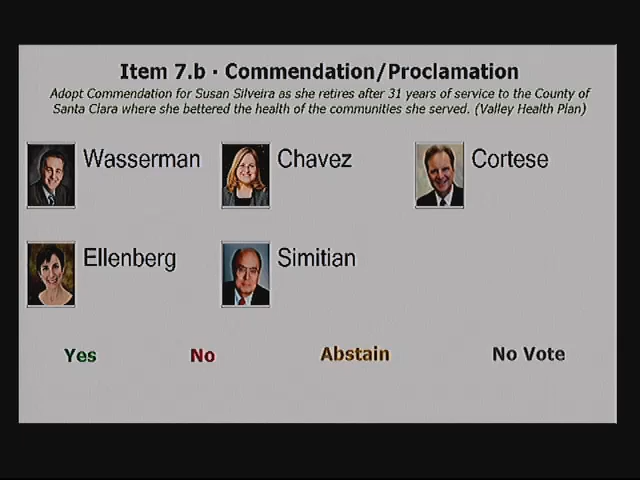 Item 7.b · Commendation/Proclamation
Adopt Commendation for Susan Silveira as she retires after 31 years of service to the County of
Santa Clara where she bettered the health of the communities she served. (Valley Health Plan)
Wasserman Chavez Cortese
Ellenberg Simitian
Yes No Abstain No Vote